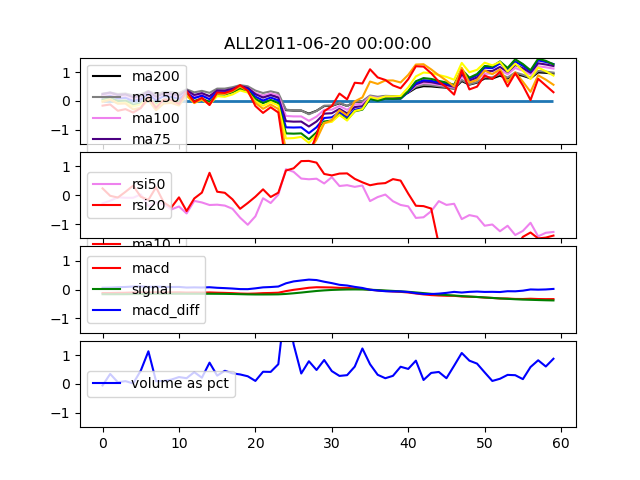 ALL2011-06-20 00:00:00
1
0
−1
ma200
ma150
ma100
ma75
1
0
−1
rsi50
rsi20
ma10
1
0
−1
macd
signal
macd_diff
1
0
−1
volume as pct
0 10 20 30 40 50 60